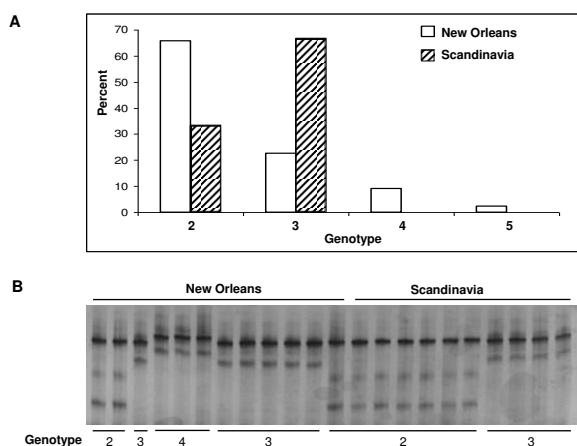 A
70
60
50
40
30
20
10
0
Percent
New Orleans
Scandinavia
2 3 4 5
Genotype
B
New Orleans Scandinavia
Genotype 2 3 4 3 2 3